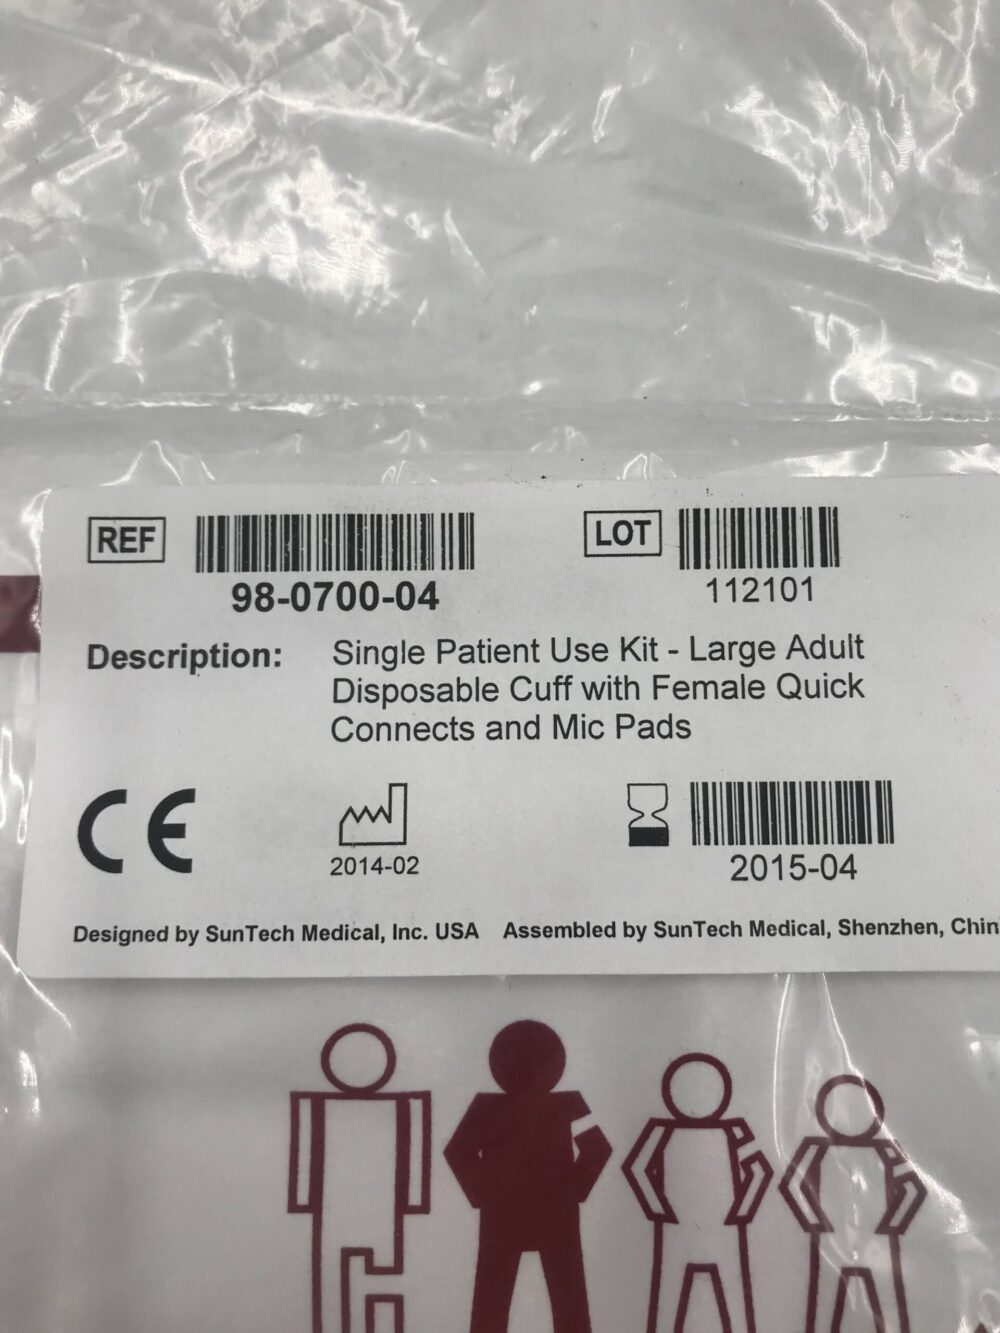 REF
98-0700-04
LOT
112101
Description: Single Patient Use Kit - Large Adult
Disposable Cuff with Female Quick
Connects and Mic Pads
CE
2014-02
2015-04
Designed by SunTech Medical, Inc. USA Assembled by SunTech Medical, Shenzhen, Chin